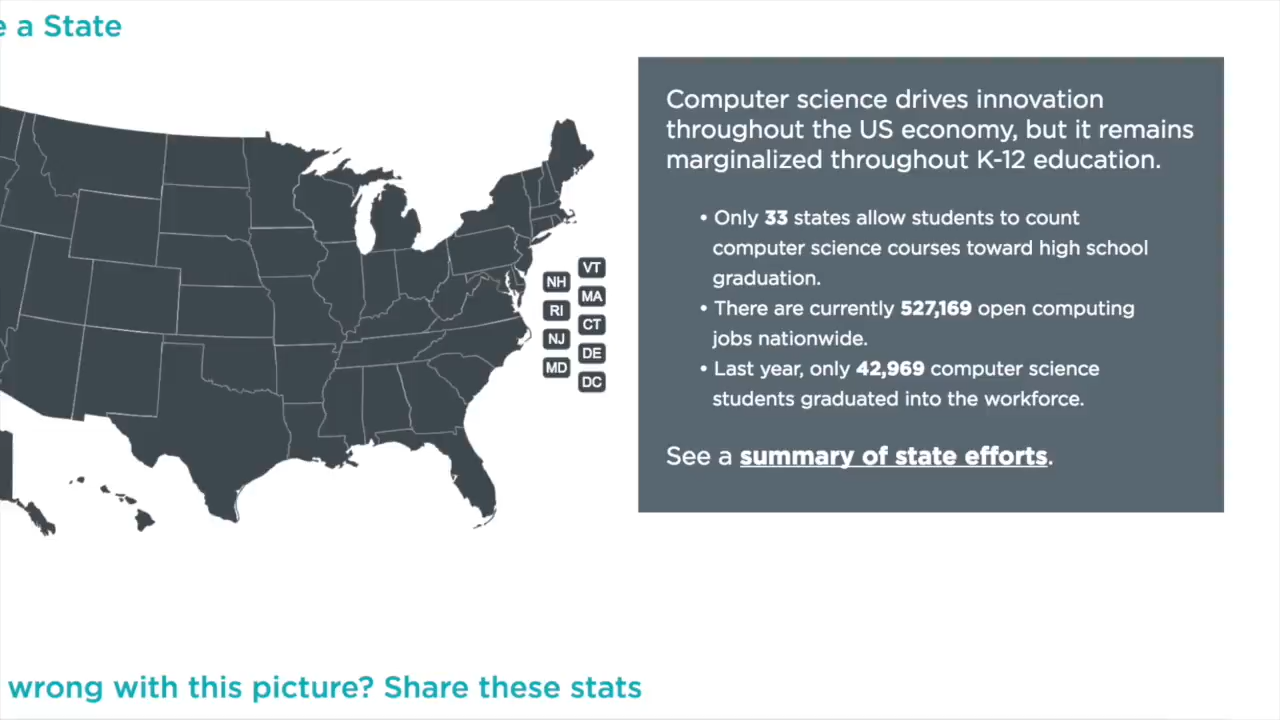 a State
Computer science drives innovation
throughout the US economy, but it remains
marginalized throughout K-12 education.
• Only 33 states allow students to count
computer science courses toward high school
graduation.
• There are currently 527,169 open computing
jobs nationwide.
• Last year, only 42,969 computer science
students graduated into the workforce.
See a summary of state efforts.
VT
NH
MA
RI
CT
NJ
DE
MD
DC
wrong with this picture? Share these stats